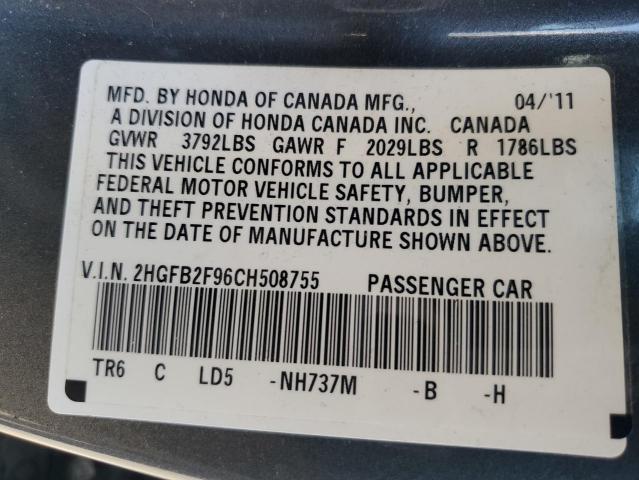 MFD. BY HONDA OF CANADA MFG., 04/'11
A DIVISION OF HONDA CANADA INC. CANADA
GVWR 3792LBS GAWR F 2029LBS R 1786LBS
THIS VEHICLE CONFORMS TO ALL APPLICABLE
FEDERAL MOTOR VEHICLE SAFETY, BUMPER,
AND THEFT PREVENTION STANDARDS IN EFFECT
ON THE DATE OF MANUFACTURE SHOWN ABOVE.
V.I.N. 2HGFB2F96CH508755 PASSENGER CAR
TR6 C LD5 -NH737M -B -H